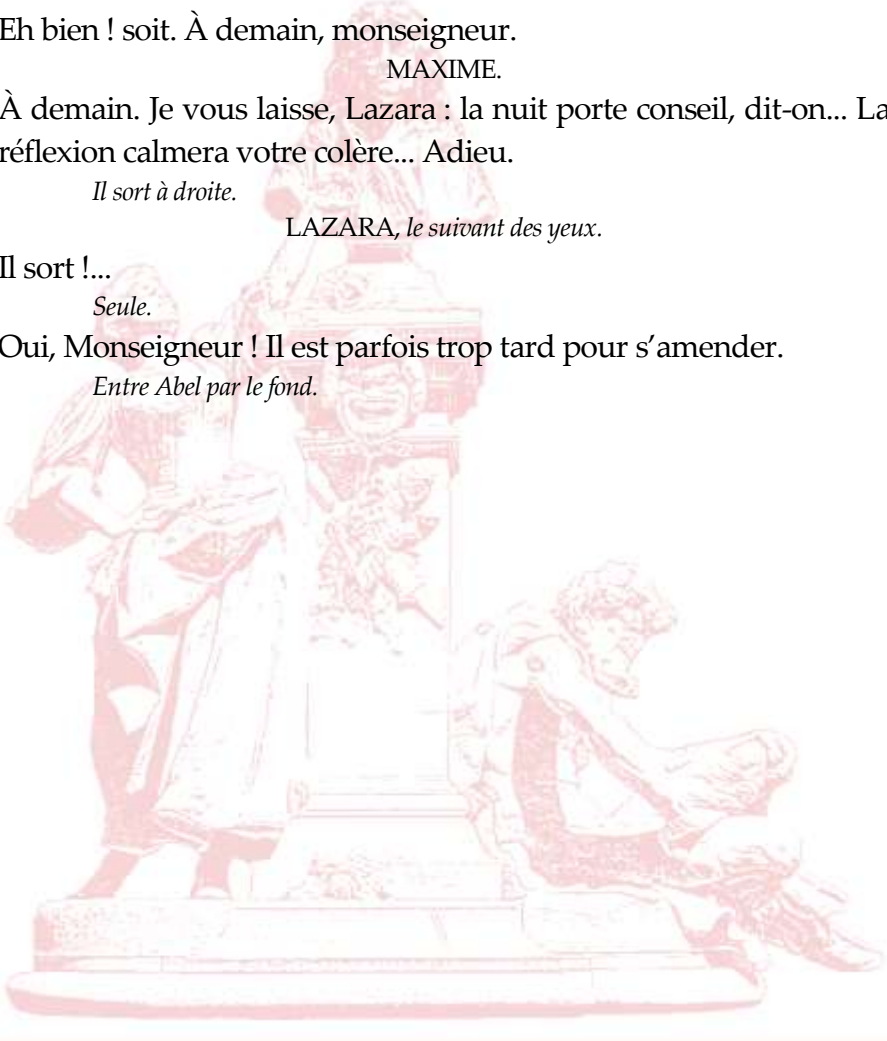 Eh bien ! soit. À demain, monseigneur.
MAXIME.
À demain. Je vous laisse, Lazara : la nuit porte conseil, dit-on... La
réflexion calmera votre colère... Adieu.
Il sort à droite.
LAZARA, le suivant des yeux.
Il sort !...
Seule.
Oui, Monseigneur ! Il est parfois trop tard pour s’amender.
Entre Abel par le fond.